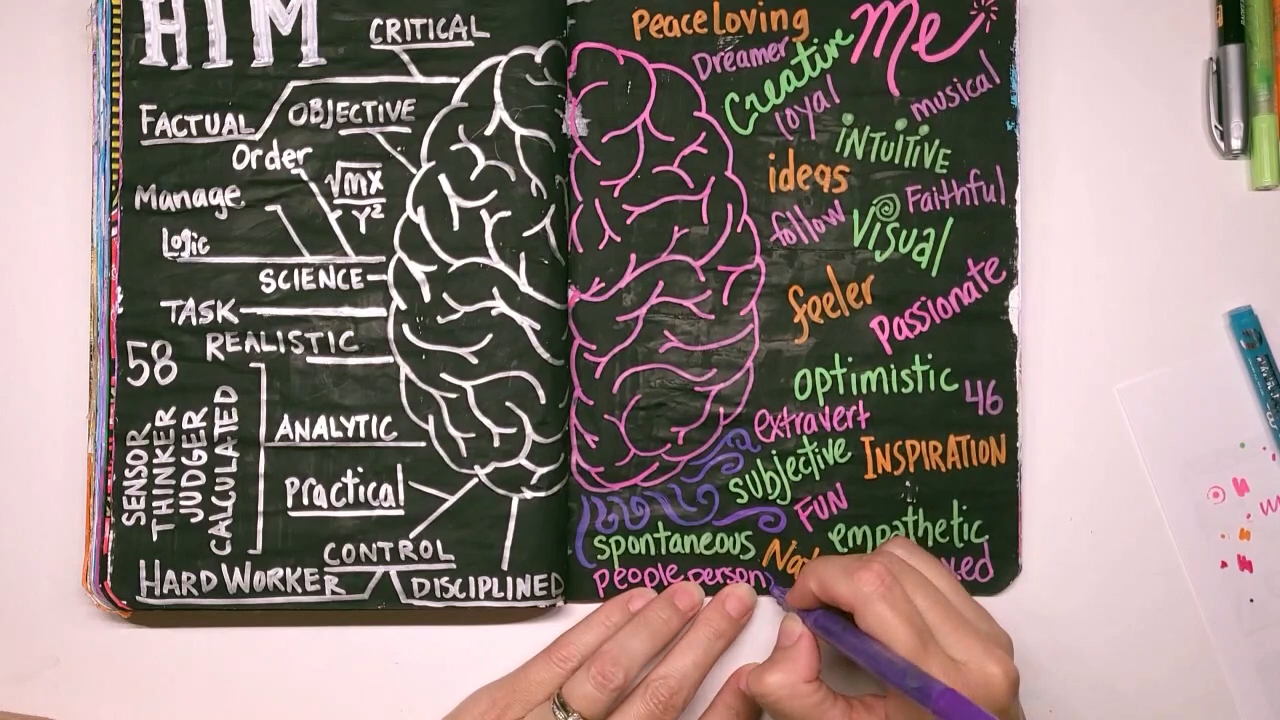 HIM
CRITICAL
FACTUAL
OBJECTIVE
Order
Manage
√mx
y²
Logic
SCIENCE
TASK
REALISTIC
58
SENSOR
THINKER
JUDGER
CALCULATED
ANALYTIC
Practical
CONTROL
HARD WORKER
DISCIPLINED
Peace Loving
Me
Dreamer
Creative
loyal
musical
iNTUiTiVE
ideas
Faithful
follow
Visual
feeler
Passionate
optimistic
46
extravert
subjective
INSPIRATION
FUN
spontaneous
empathetic
People person